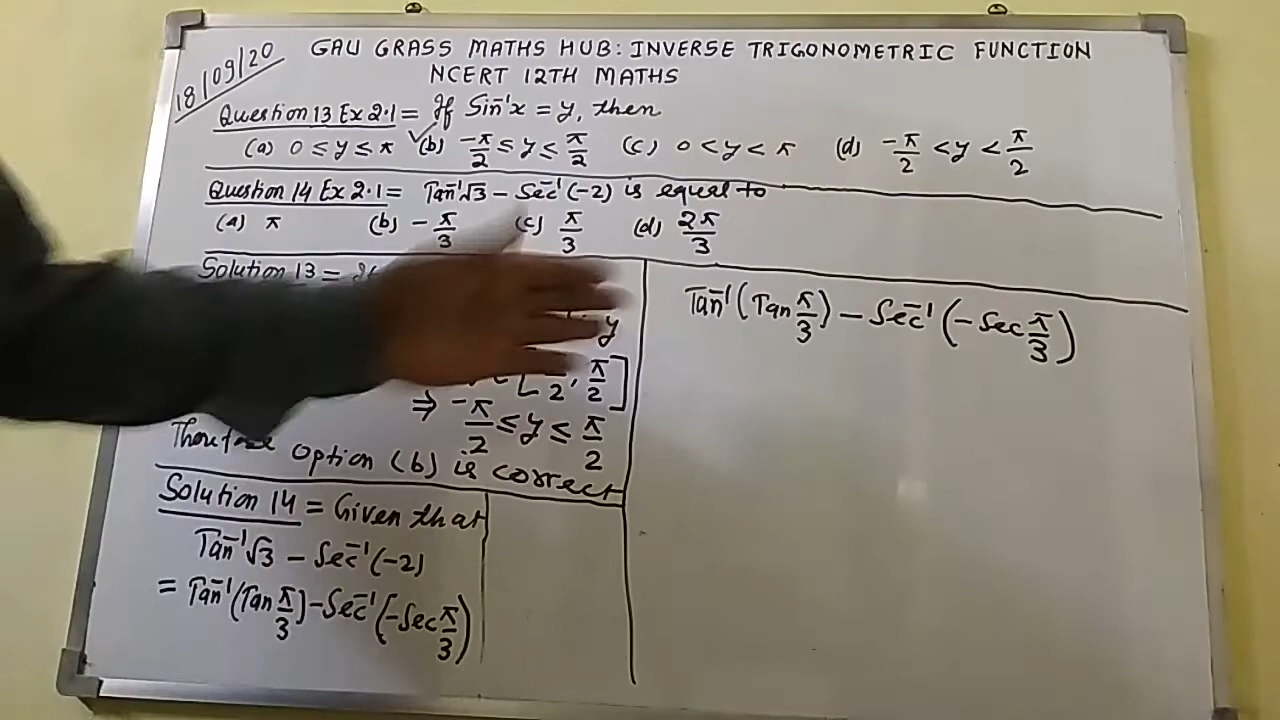 18/09/20
GAU GRASS MATHS HUB: INVERSE TRIGONOMETRIC FUNCTION
NCERT 12TH MATHS
Question 13 Ex 2.1 = If Sin⁻¹x = y, then
(a) 0 ≤ y ≤ π ✓(b) -π/2 ≤ y ≤ π/2 (c) 0 < y < π (d) -π/2 < y < π/2
Question 14 Ex 2.1 = Tan⁻¹√3 - Sec⁻¹(-2) is equal to
(a) π (b) -π/3 (c) π/3 (d) 2π/3
Solution 13 =
y
2, π/2]
⇒ -π/2 ≤ y ≤ π/2
Therefore option (b) is correct
Solution 14 = Given that
Tan⁻¹√3 - Sec⁻¹(-2)
= Tan⁻¹(Tan π/3) - Sec⁻¹(-Sec π/3)
Tan⁻¹(Tan π/3) - Sec⁻¹(-Sec π/3)